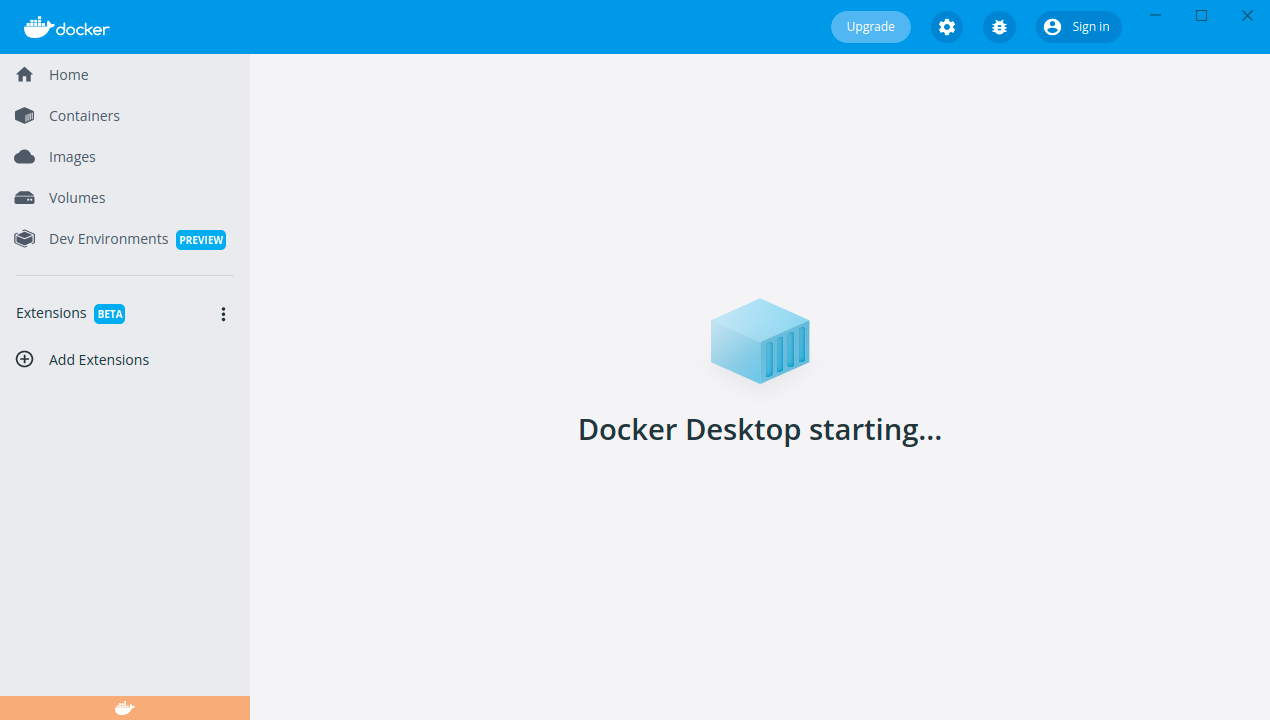 docker
Upgrade
Sign in
Home
Containers
Images
Volumes
Dev Environments PREVIEW
Extensions BETA
Add Extensions
Docker Desktop starting...